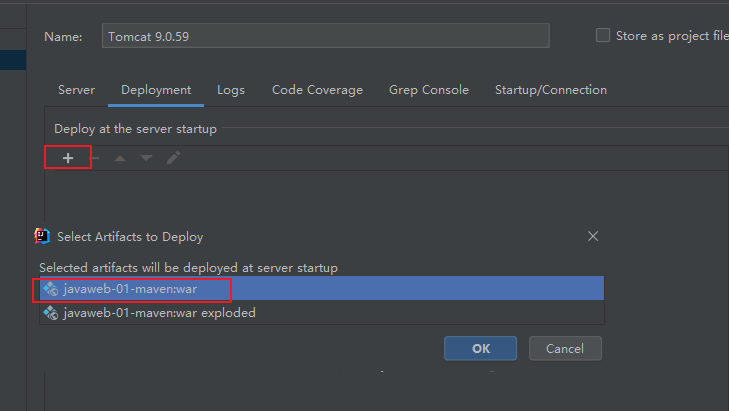 Name: Tomcat 9.0.59 Store as project file
Server Deployment Logs Code Coverage Grep Console Startup/Connection
Deploy at the server startup
Select Artifacts to Deploy
Selected artifacts will be deployed at server startup
javaweb-01-maven:war
javaweb-01-maven:war exploded
OK Cancel